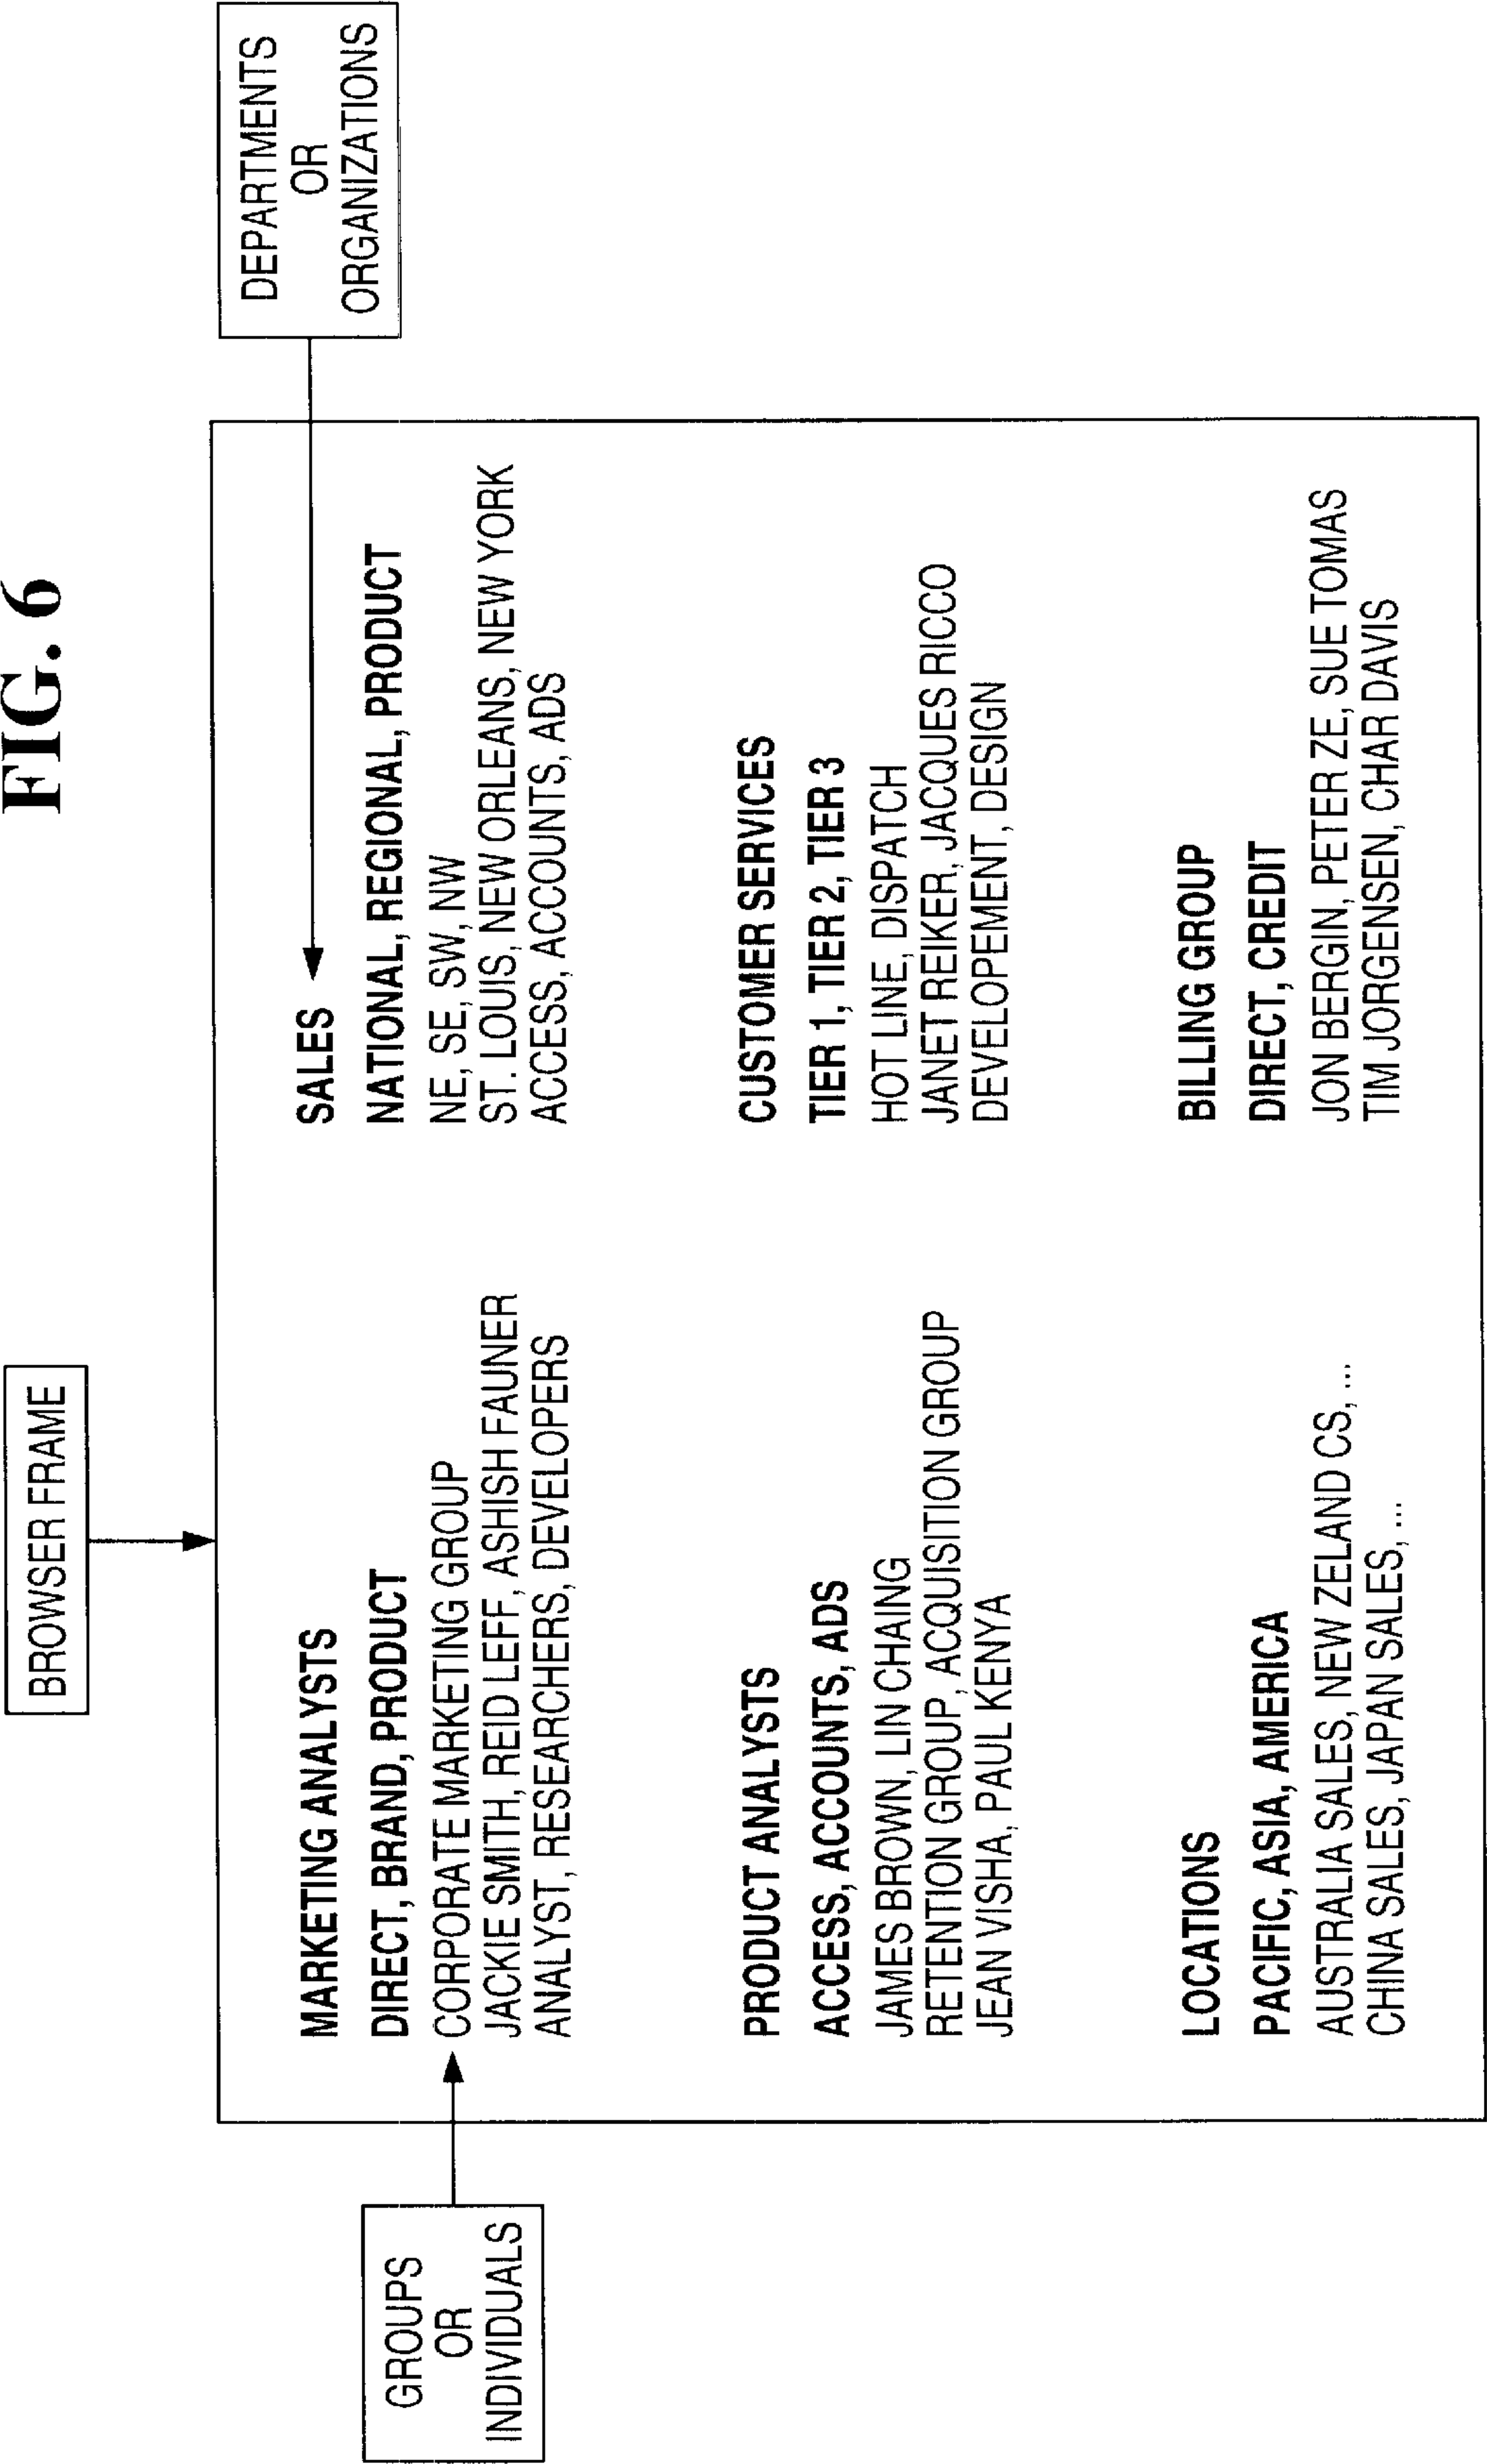 FIG. 6
BROWSER FRAME
DEPARTMENTS
OR
ORGANIZATIONS
GROUPS
OR
INDIVIDUALS
MARKETING ANALYSTS
DIRECT, BRAND, PRODUCT
CORPORATE MARKETING GROUP
JACKIE SMITH, REID LEFF, ASHISH FAUNER
ANALYST, RESEARCHERS, DEVELOPERS
SALES
NATIONAL, REGIONAL, PRODUCT
NE, SE, SW, NW
ST. LOUIS, NEW ORLEANS, NEW YORK
ACCESS, ACCOUNTS, ADS
PRODUCT ANALYSTS
ACCESS, ACCOUNTS, ADS
JAMES BROWN, LIN CHAING
RETENTION GROUP, ACQUISITION GROUP
JEAN VISHA, PAUL KENYA
CUSTOMER SERVICES
TIER 1, TIER 2, TIER 3
HOT LINE, DISPATCH
JANET REIKER, JACQUES RICCO
DEVELOPEMENT, DESIGN
LOCATIONS
PACIFIC, ASIA, AMERICA
AUSTRALIA SALES, NEW ZELAND CS, ...
CHINA SALES, JAPAN SALES, ...
BILLING GROUP
DIRECT, CREDIT
JON BERGIN, PETER ZE, SUE TOMAS
TIM JORGENSEN, CHAR DAVIS